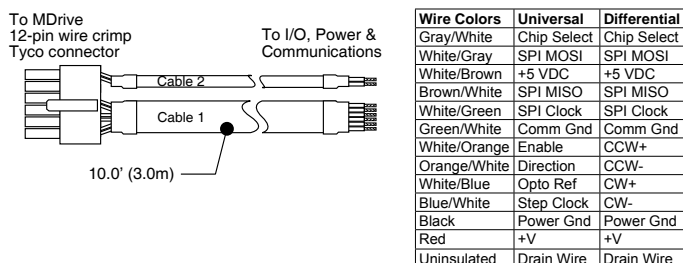 To MDrive
12-pin wire crimp
Tyco connector
To I/O, Power &
Communications
Cable 2
Cable 1
10.0' (3.0m)
Wire Colors Universal Differential
Gray/White Chip Select Chip Select
White/Gray SPI MOSI SPI MOSI
White/Brown +5 VDC +5 VDC
Brown/White SPI MISO SPI MISO
White/Green SPI Clock SPI Clock
Green/White Comm Gnd Comm Gnd
White/Orange Enable CCW+
Orange/White Direction CCW-
White/Blue Opto Ref CW+
Blue/White Step Clock CW-
Black Power Gnd Power Gnd
Red +V +V
Uninsulated Drain Wire Drain Wire